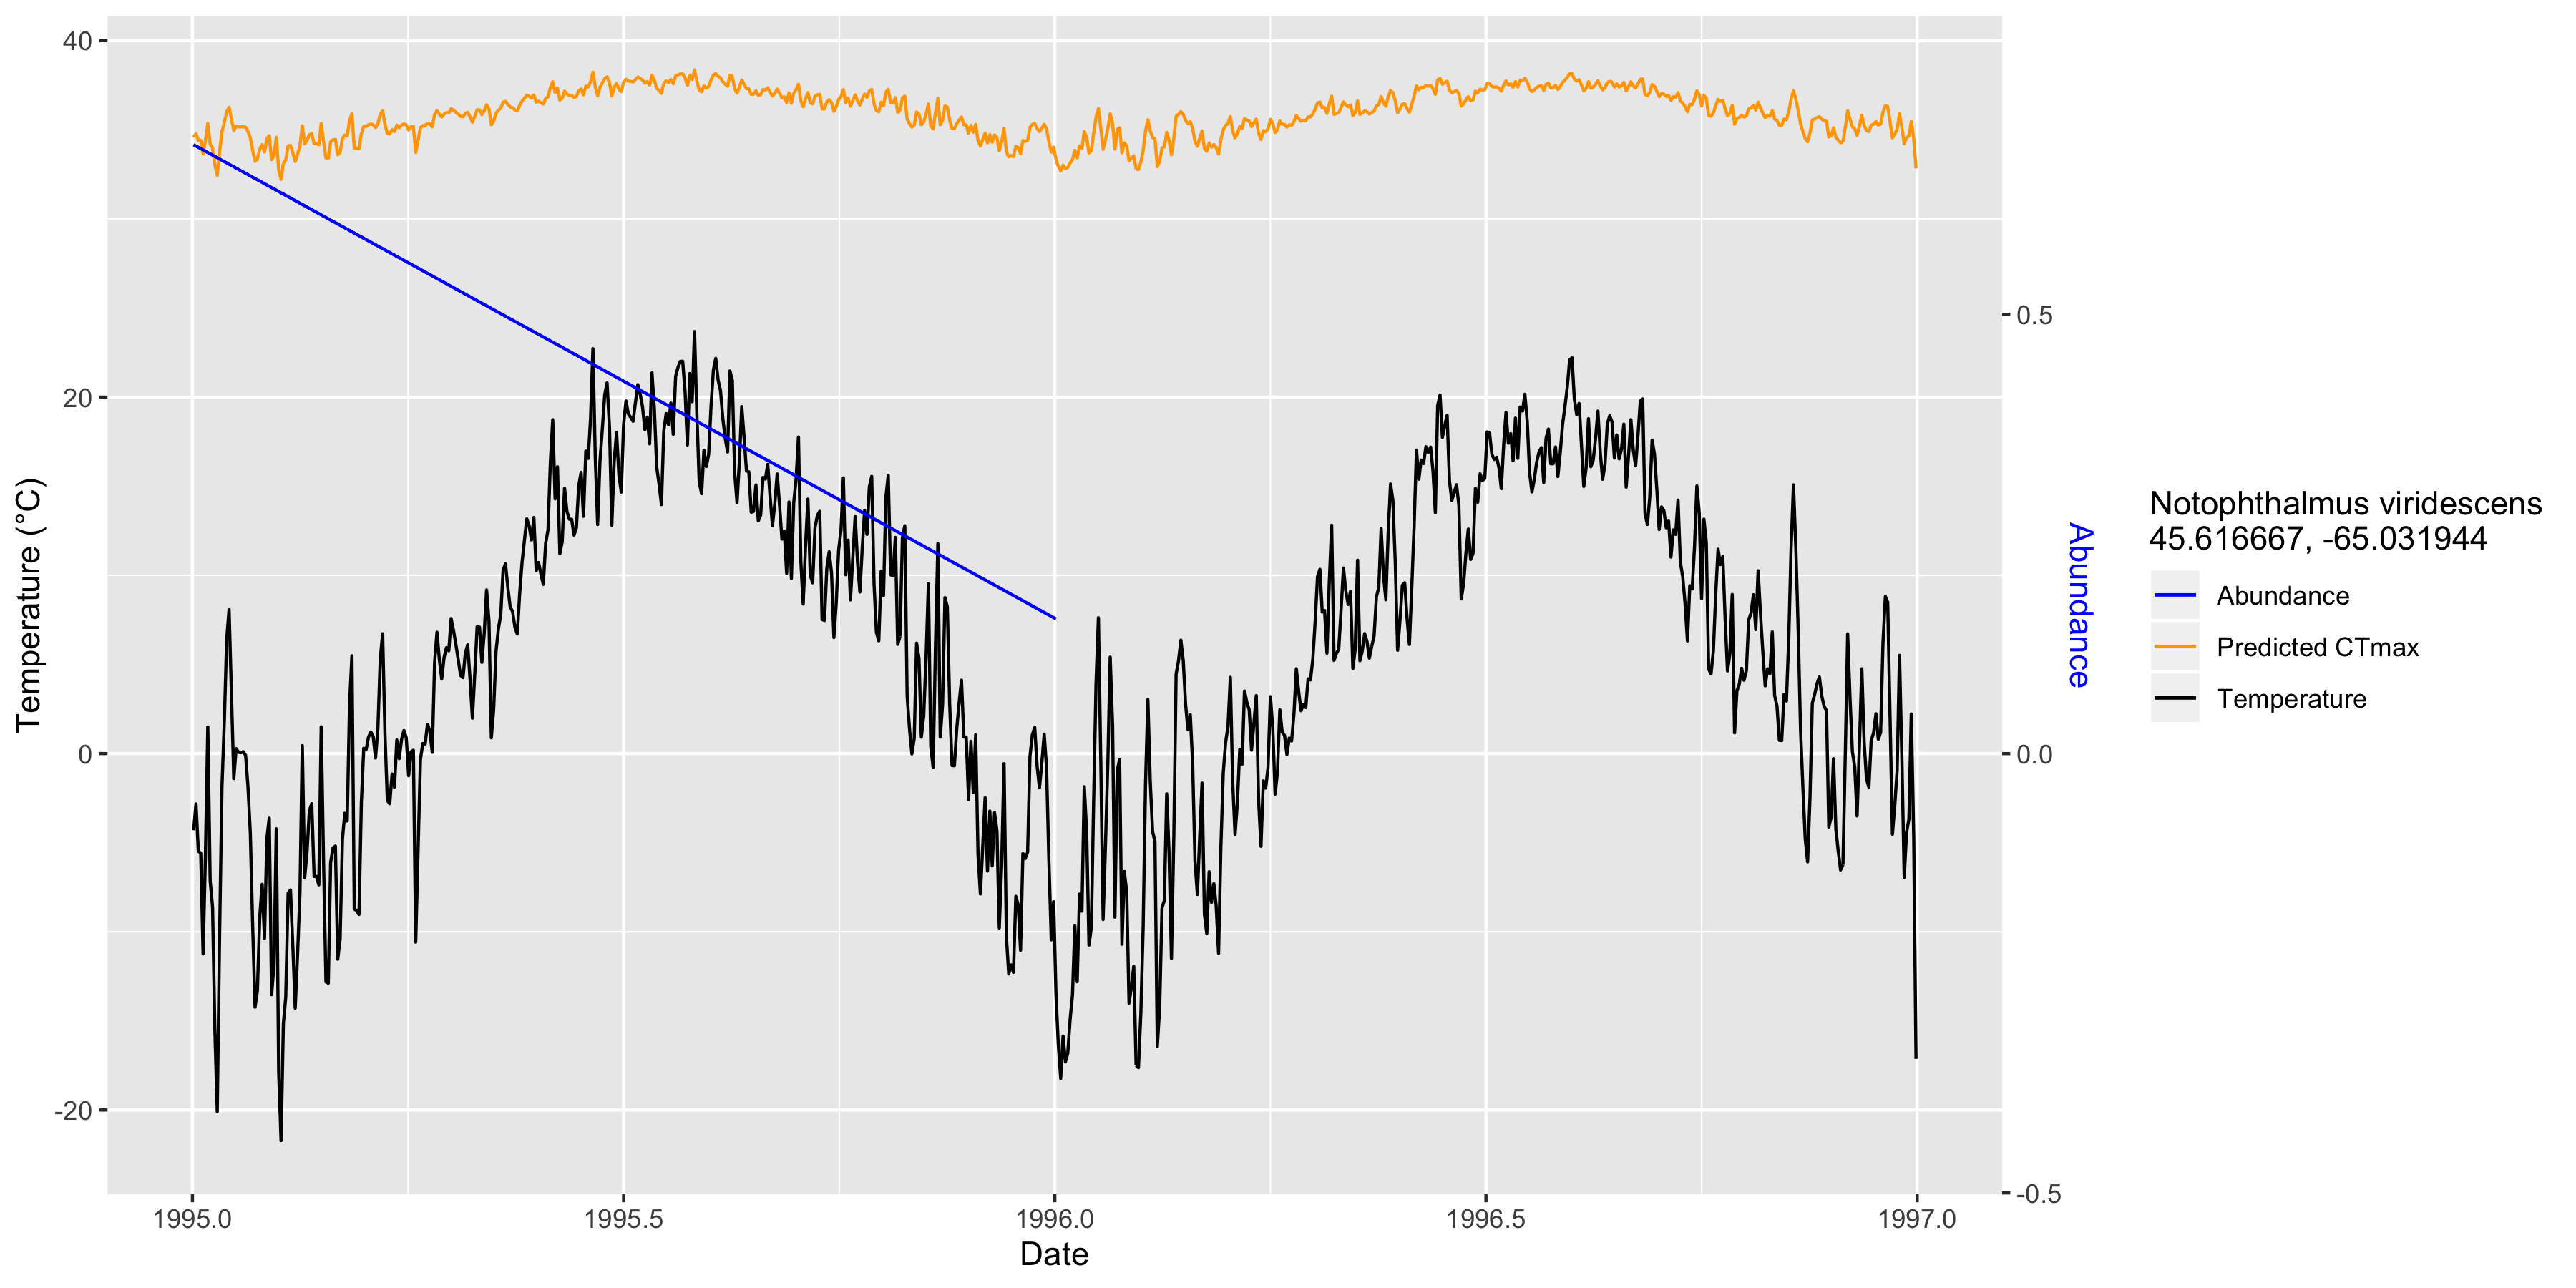 40
20
0
-20
Temperature (°C)
1995.0
1995.5
1996.0
1996.5
1997.0
Date
0.5
0.0
-0.5
Abundance
Notophthalmus viridescens
45.616667, -65.031944
Abundance
Predicted CTmax
Temperature